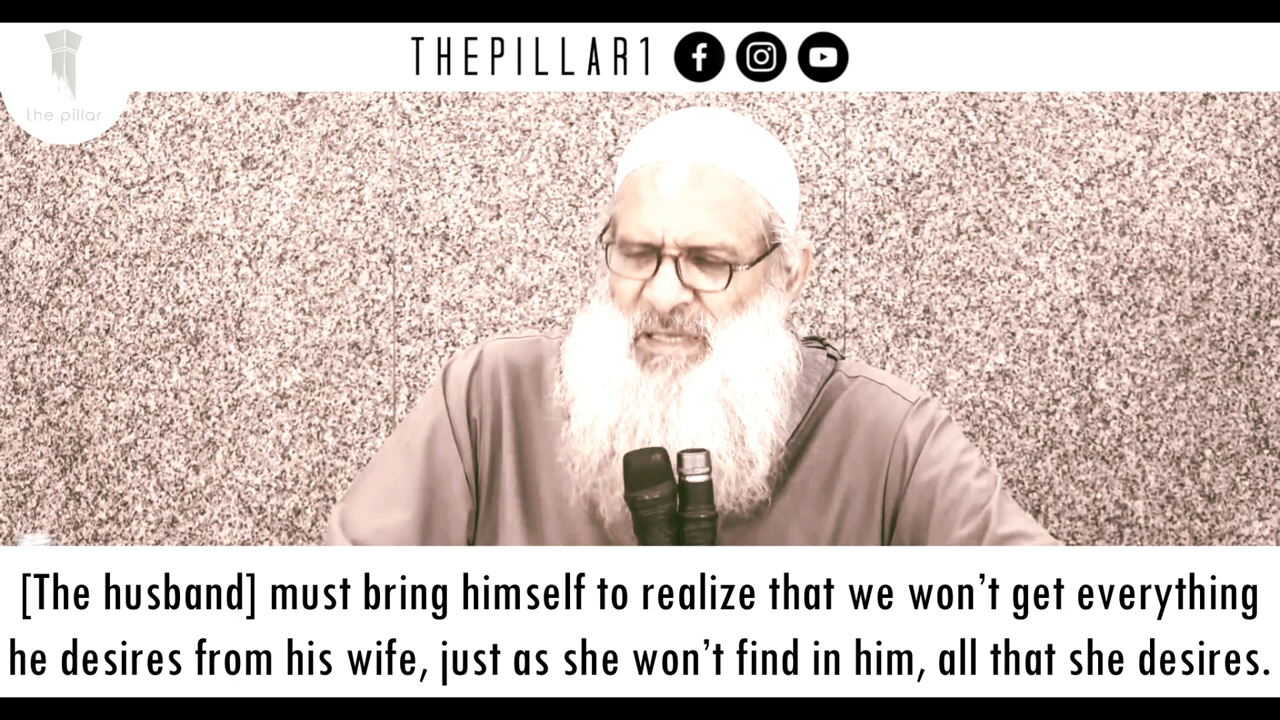 THEPILLAR1
the pillar
[The husband] must bring himself to realize that we won't get everything
he desires from his wife, just as she won't find in him, all that she desires.